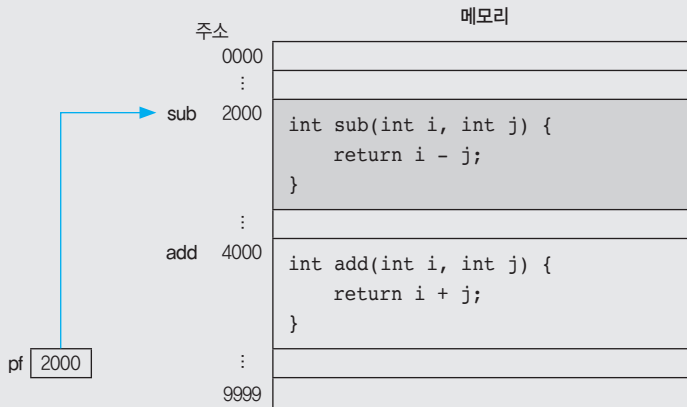 메모리
주소
0000
⋮
sub 2000
int sub(int i, int j) {
return i – j;
}
⋮
add 4000
int add(int i, int j) {
return i + j;
}
pf 2000
⋮
9999